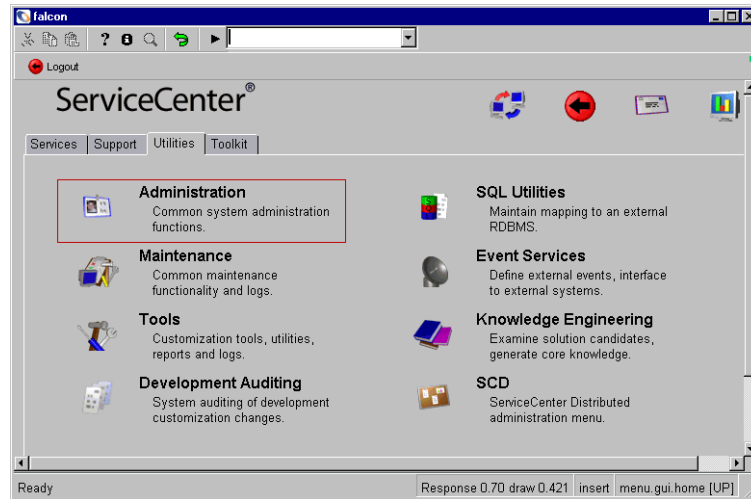 falcon
Logout
ServiceCenter®
Services Support Utilities Toolkit
Administration
Common system administration
functions.
SQL Utilities
Maintain mapping to an external
RDBMS.
Maintenance
Common maintenance
functionality and logs.
Event Services
Define external events, interface
to external systems.
Tools
Customization tools, utilities,
reports and logs.
Knowledge Engineering
Examine solution candidates,
generate core knowledge.
Development Auditing
System auditing of development
customization changes.
SCD
ServiceCenter Distributed
administration menu.
Ready Response 0.70 draw 0.421 insert menu.gui.home [UP]